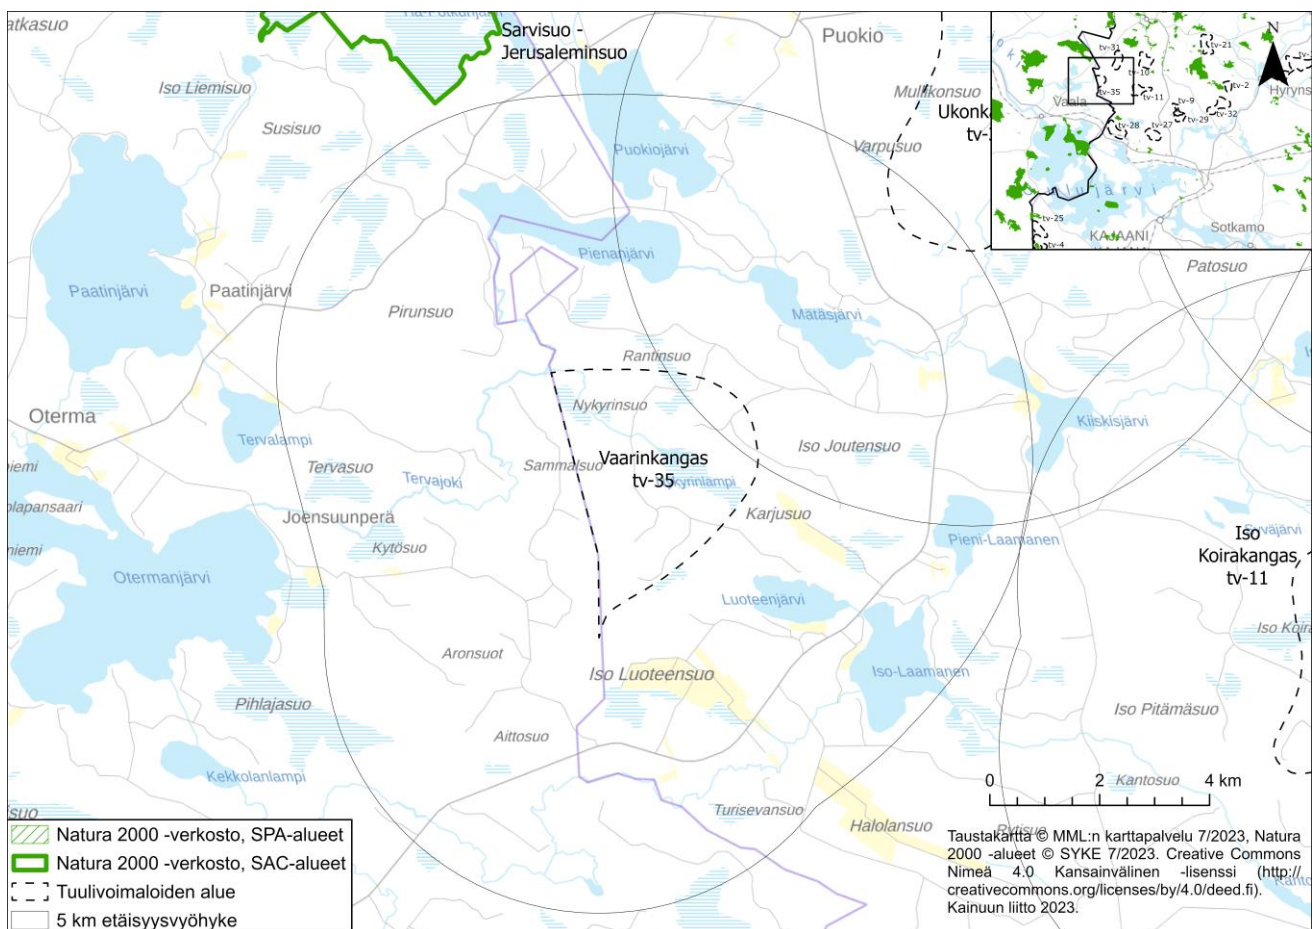 Sarvisuo -
Jerusaleminsuo
Puokio
Iso Liemisuo
Susisuo
Puokiojärvi
Varpusuo
Pienanjärvi
Paatinjärvi
Paatinjärvi
Pirunsuo
Mätäsjärvi
Patosuo
Rantinsuo
Nykyrinsuo
Oterma
Tervalampi
Kiiskisjärvi
Iso Joutensuo
Tervasuo
Tervajoki
Sammalsuo
Vaarinkangas
tv-35
Karjusuo
Joensuunperä
Kytösuo
Pieni-Laamanen
Iso
Koirakangas
tv-11
Otermanjärvi
Luoteenjärvi
Aronsuot
Iso Luoteensuo
Iso-Laamanen
Pihlajasuo
Iso Pitämäsuo
Aittosuo
Kekkolanlampi
Kantosuo
Turisevansuo
Halolansuo
N
tv-31
tv-21
tv-10
tv-35
tv-11
tv-2
tv-9
tv-29
tv-32
tv-28
tv-27
tv-25
tv-4
Vaala
Hyryns
KAJAANI
Sotkamo
0 2 4 km
Natura 2000 -verkosto, SPA-alueet
Natura 2000 -verkosto, SAC-alueet
Tuulivoimaloiden alue
5 km etäisyysvyöhyke
Taustakartta © MML:n karttapalvelu 7/2023, Natura
2000 -alueet © SYKE 7/2023. Creative Commons
Nimeä 4.0 Kansainvälinen -lisenssi (http://
creativecommons.org/licenses/by/4.0/deed.fi).
Kainuun liitto 2023.